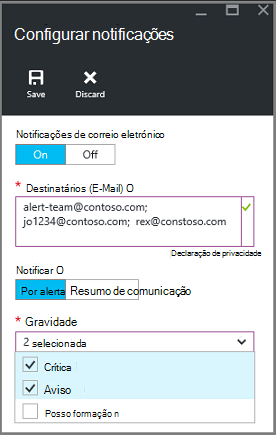 Configurar notificações
Save Discard
Notificações de correio eletrónico
On Off
* Destinatários (E-Mail) O
alert-team@contoso.com;
jo1234@contoso.com; rex@constoso.com
Declaração de privacidade
Notificar O
Por alerta Resumo de comunicação
* Gravidade
2 selecionada
Crítica
Aviso
Posso formação n